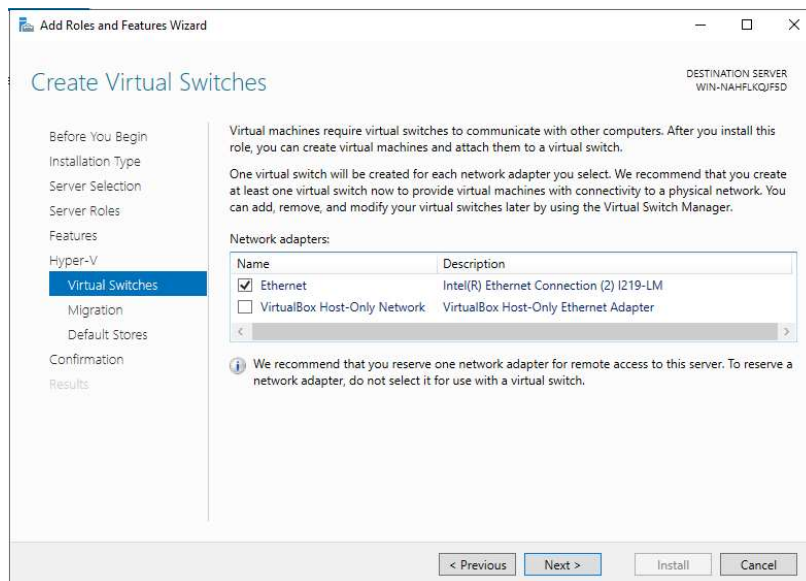 Add Roles and Features Wizard
Create Virtual Switches
DESTINATION SERVER
WIN-NAHFLKQJF5D
Before You Begin
Installation Type
Server Selection
Server Roles
Features
Hyper-V
Virtual Switches
Migration
Default Stores
Confirmation
Results
Virtual machines require virtual switches to communicate with other computers. After you install this
role, you can create virtual machines and attach them to a virtual switch.
One virtual switch will be created for each network adapter you select. We recommend that you create
at least one virtual switch now to provide virtual machines with connectivity to a physical network. You
can add, remove, and modify your virtual switches later by using the Virtual Switch Manager.
Network adapters:
Name Description
Ethernet Intel(R) Ethernet Connection (2) I219-LM
VirtualBox Host-Only Network VirtualBox Host-Only Ethernet Adapter
We recommend that you reserve one network adapter for remote access to this server. To reserve a
network adapter, do not select it for use with a virtual switch.
< Previous Next > Install Cancel